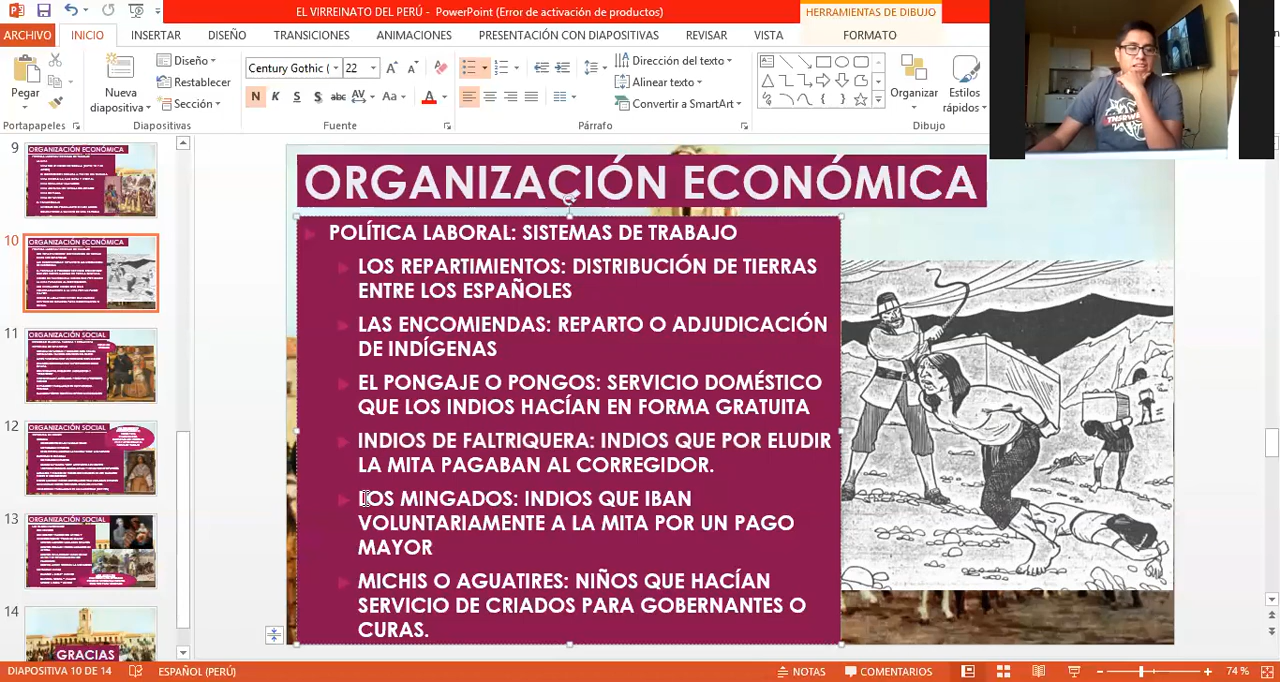 EL VIRREINATO DEL PERÚ - PowerPoint (Error de activación de productos)
HERRAMIENTAS DE DIBUJO
ARCHIVO INICIO INSERTAR DISEÑO TRANSICIONES ANIMACIONES PRESENTACIÓN CON DIAPOSITIVAS REVISAR VISTA FORMATO
Pegar
Nueva diapositiva
Diseño
Restablecer
Sección
Century Gothic ( 22
N K S S abc AV Aa A
Dirección del texto
Alinear texto
Convertir a SmartArt
Organizar
Estilos rápidos
Portapapeles Diapositivas Fuente Párrafo Dibujo
9
ORGANIZACIÓN ECONÓMICA
10
ORGANIZACIÓN ECONÓMICA
11
ORGANIZACIÓN SOCIAL
12
ORGANIZACIÓN SOCIAL
13
ORGANIZACIÓN SOCIAL
14
GRACIAS
ORGANIZACIÓN ECONÓMICA
POLÍTICA LABORAL: SISTEMAS DE TRABAJO
LOS REPARTIMIENTOS: DISTRIBUCIÓN DE TIERRAS
ENTRE LOS ESPAÑOLES
LAS ENCOMIENDAS: REPARTO O ADJUDICACIÓN
DE INDÍGENAS
EL PONGAJE O PONGOS: SERVICIO DOMÉSTICO
QUE LOS INDIOS HACÍAN EN FORMA GRATUITA
INDIOS DE FALTRIQUERA: INDIOS QUE POR ELUDIR
LA MITA PAGABAN AL CORREGIDOR.
LOS MINGADOS: INDIOS QUE IBAN
VOLUNTARIAMENTE A LA MITA POR UN PAGO
MAYOR
MICHIS O AGUATIRES: NIÑOS QUE HACÍAN
SERVICIO DE CRIADOS PARA GOBERNANTES O
CURAS.
DIAPOSITIVA 10 DE 14 ESPAÑOL (PERÚ) NOTAS COMENTARIOS 74 %